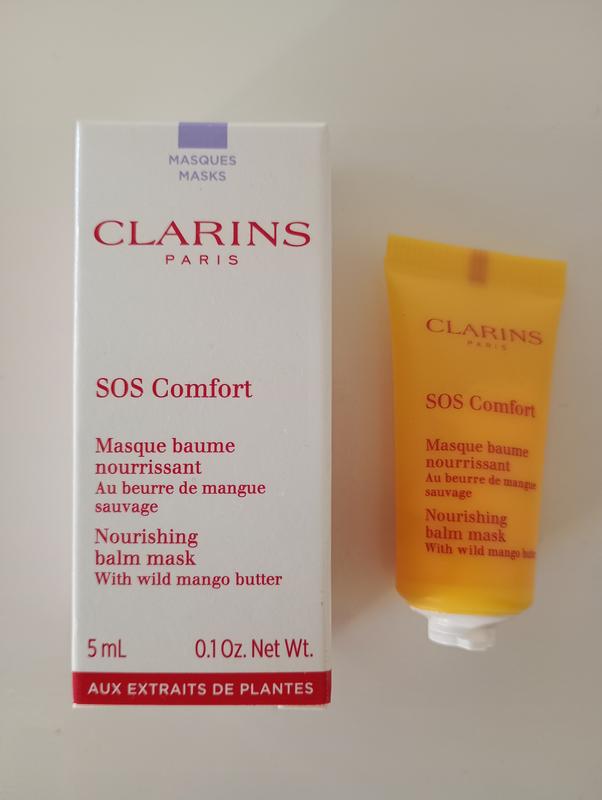 MASQUES
MASKS
CLARINS
PARIS
SOS Comfort
Masque baume
nourrissant
Au beurre de mangue
sauvage
Nourishing
balm mask
With wild mango butter
5 mL 0.1 Oz. Net Wt.
AUX EXTRAITS DE PLANTES
CLARINS
PARIS
SOS Comfort
Masque baume
nourrissant
Au beurre de mangue
sauvage
Nourishing
balm mask
With wild mango butter